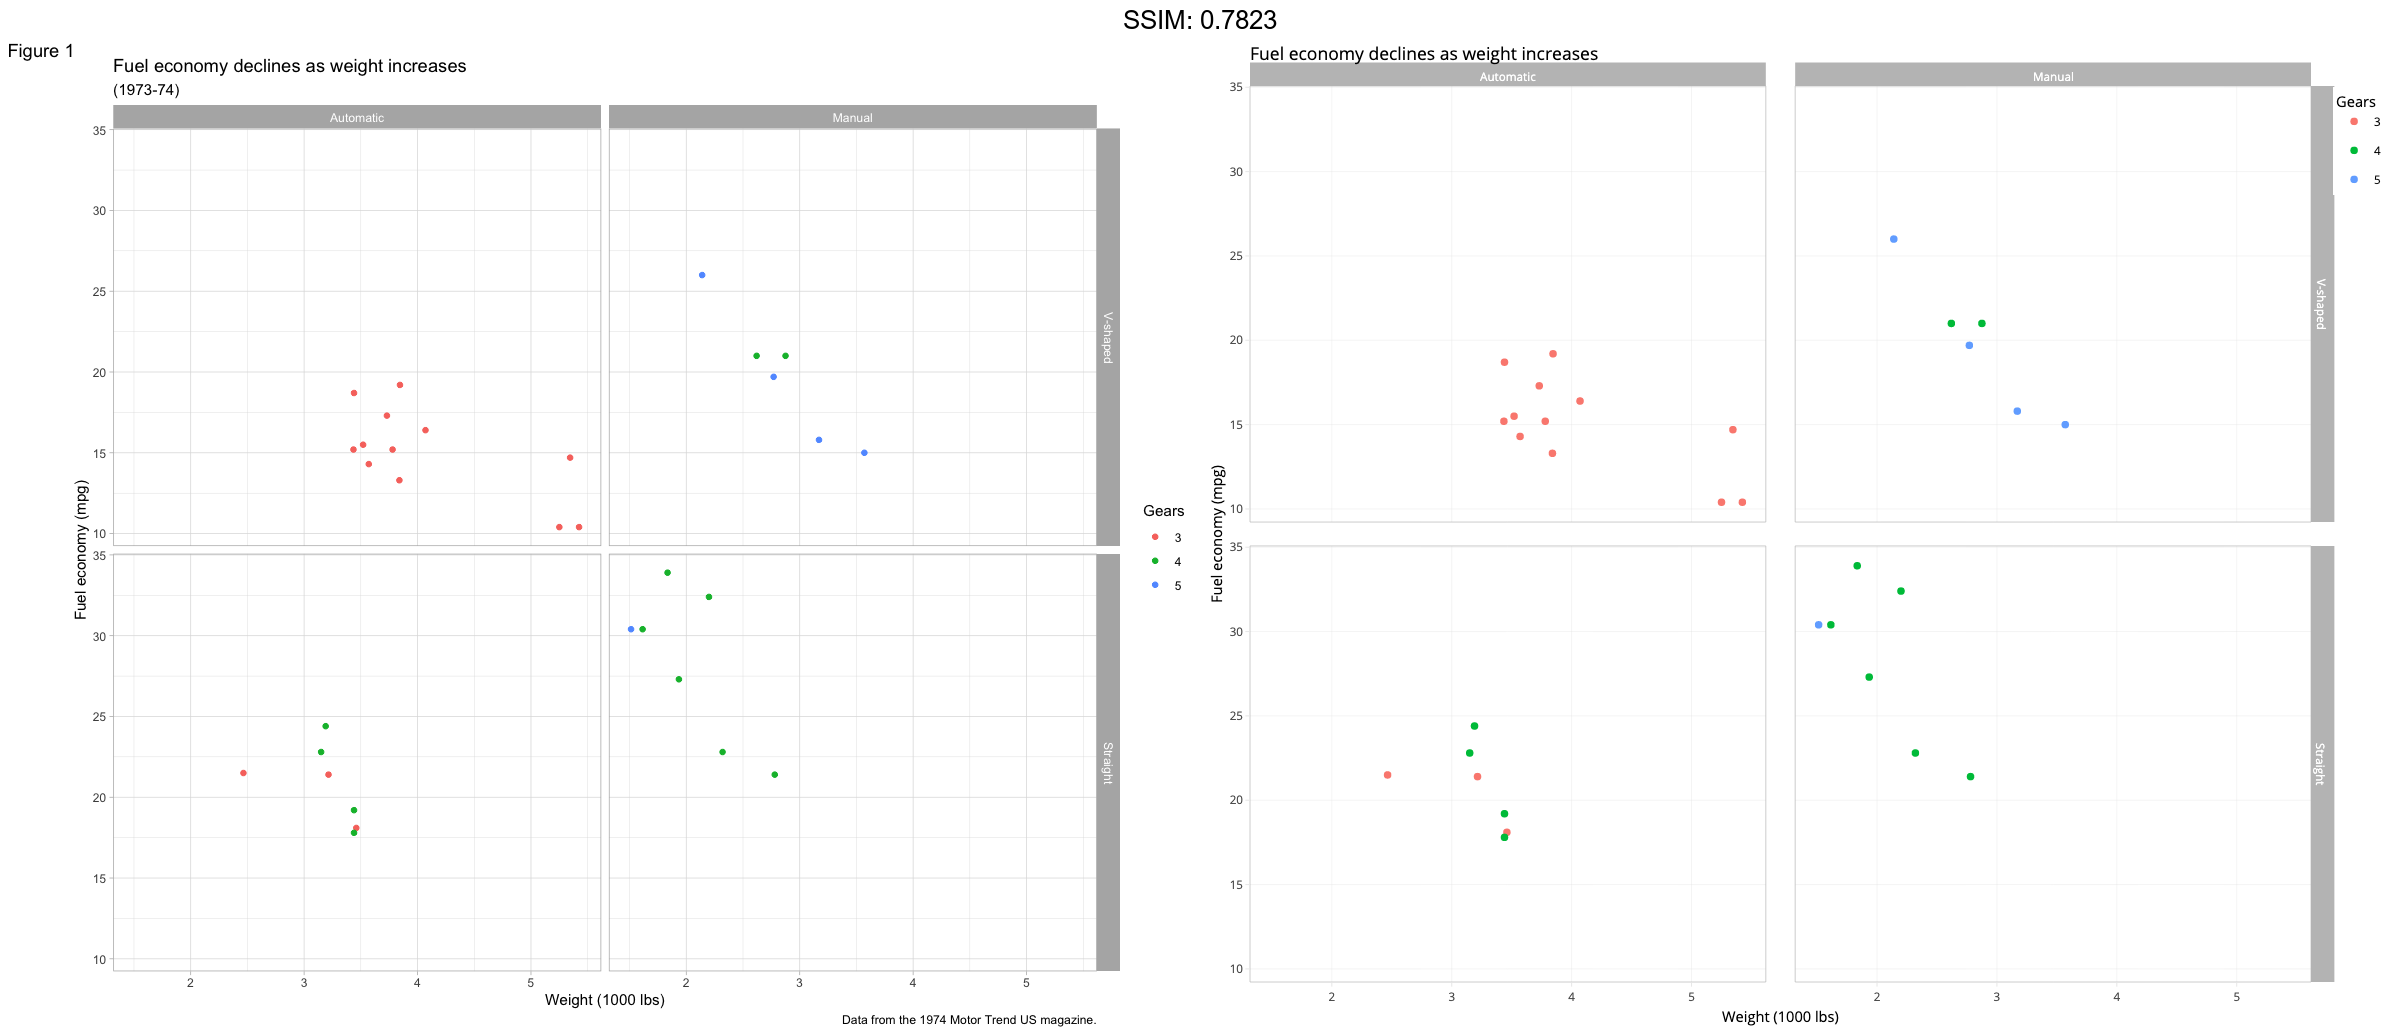 SSIM: 0.7823
Figure 1
Fuel economy declines as weight increases
(1973-74)
Automatic
Manual
35
30
25
20
15
10
V-shaped
35
30
25
20
15
10
Straight
Fuel economy (mpg)
2 3 4 5
2 3 4 5
Weight (1000 lbs)
Data from the 1974 Motor Trend US magazine.
Gears
3
4
5
Fuel economy declines as weight increases
Automatic
Manual
35
30
25
20
15
10
V-shaped
35
30
25
20
15
10
Straight
Fuel economy (mpg)
2 3 4 5
2 3 4 5
Weight (1000 lbs)
Gears
3
4
5